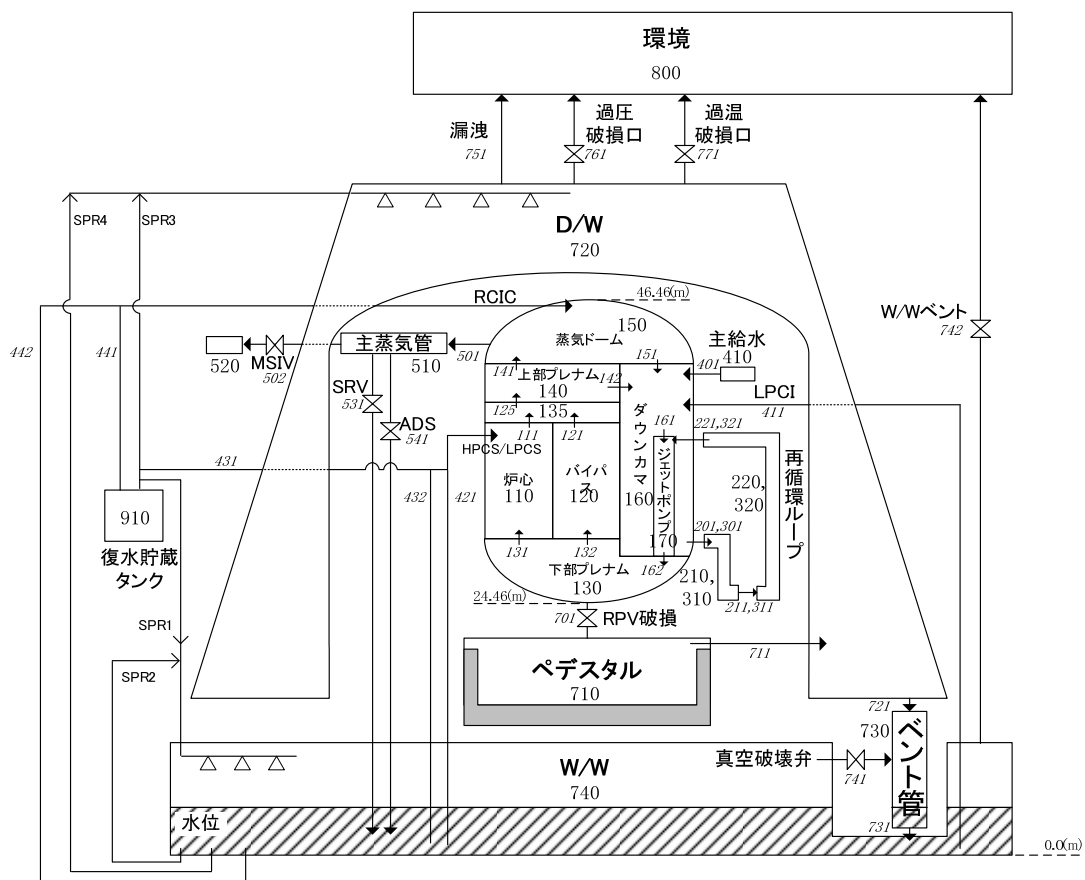 環境
800
漏洩
751
過圧
破損口
761
過温
破損口
771
SPR4
SPR3
D/W
720
W/Wベント
742
RCIC
46.46(m)
442
441
520
MSIV
502
主蒸気管
510
501
蒸気ドーム
150
151
主給水
401
410
141
上部プレナム
142
140
125
135
LPCI
411
SRV
531
ADS
541
111
121
HPCS/LPCS
431
432
421
炉心
110
バイパス
120
ダウンカマ
160
161
ジェットポンプ
170
221,321
220,
320
再循環ループ
201,301
210,
310
211,311
131
132
162
下部プレナム
130
910
復水貯蔵
タンク
24.46(m)
701
RPV破損
SPR1
SPR2
ペデスタル
710
711
721
730
ベント管
731
真空破壊弁
741
W/W
740
水位
0.0(m)